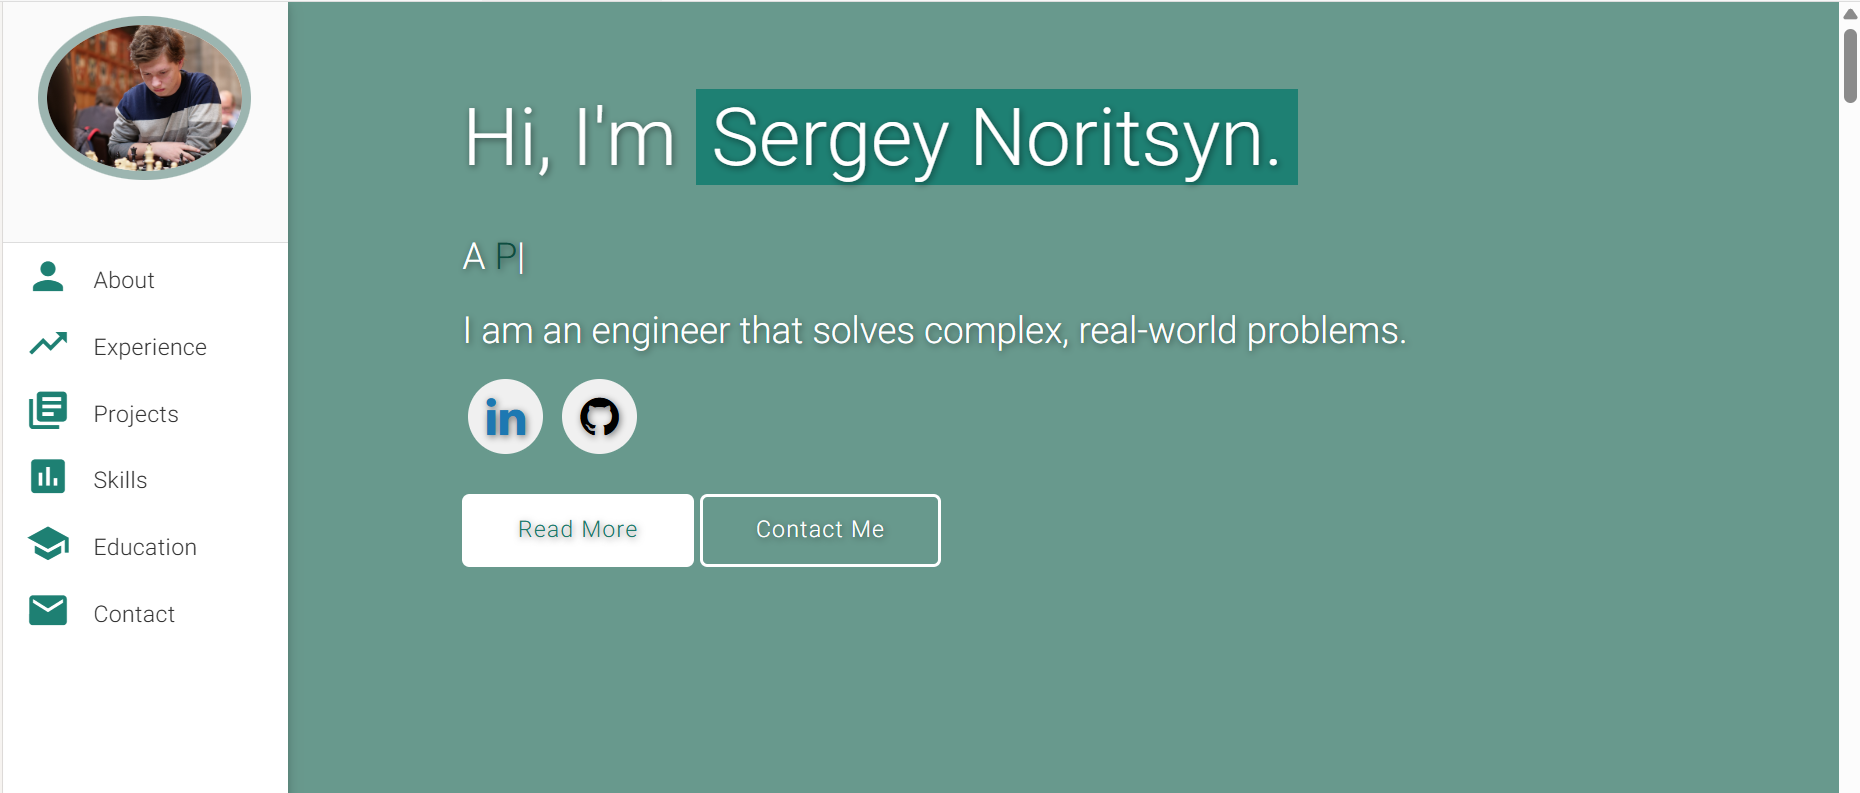 Hi, I'm Sergey Noritsyn.
A P|
I am an engineer that solves complex, real-world problems.
in
Read More
Contact Me
About
Experience
Projects
Skills
Education
Contact